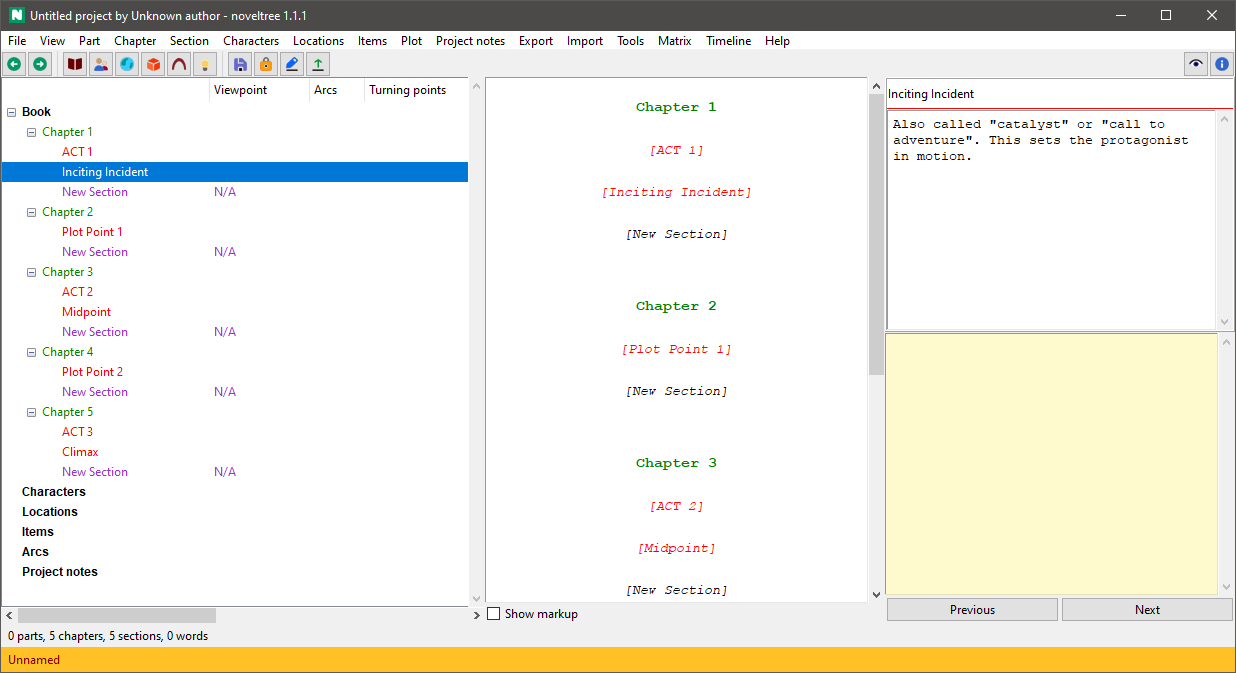 Untitled project by Unknown author - noveltree 1.1.1
File View Part Chapter Section Characters Locations Items Plot Project notes Export Import Tools Matrix Timeline Help
Viewpoint Arcs Turning points
Book
Chapter 1
ACT 1
Inciting Incident
New Section N/A
Chapter 2
Plot Point 1
New Section N/A
Chapter 3
ACT 2
Midpoint
New Section N/A
Chapter 4
Plot Point 2
New Section N/A
Chapter 5
ACT 3
Climax
New Section N/A
Characters
Locations
Items
Arcs
Project notes
Chapter 1
[ACT 1]
[Inciting Incident]
[New Section]
Chapter 2
[Plot Point 1]
[New Section]
Chapter 3
[ACT 2]
[Midpoint]
[New Section]
Show markup
Inciting Incident
Also called "catalyst" or "call to
adventure". This sets the protagonist
in motion.
Previous Next
0 parts, 5 chapters, 5 sections, 0 words
Unnamed